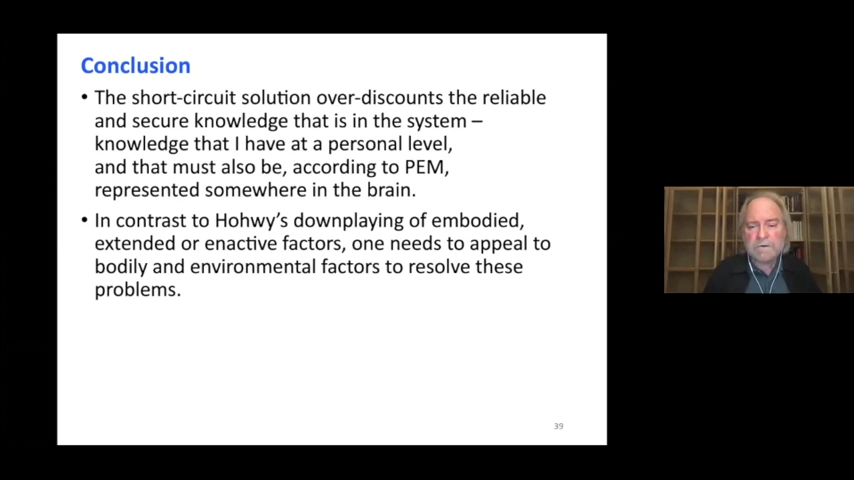 Conclusion
• The short-circuit solution over-discounts the reliable
and secure knowledge that is in the system –
knowledge that I have at a personal level,
and that must also be, according to PEM,
represented somewhere in the brain.
• In contrast to Hohwy's downplaying of embodied,
extended or enactive factors, one needs to appeal to
bodily and environmental factors to resolve these
problems.
39